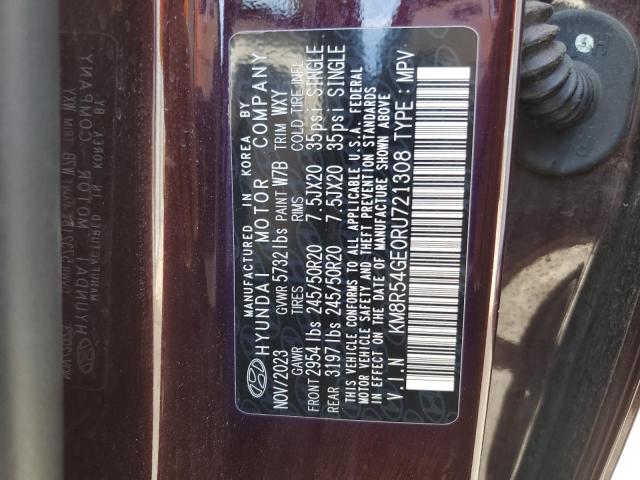 MANUFACTURED IN KOREA BY
HYUNDAI MOTOR COMPANY
NOV/2023 GVWR 5732 lbs PAINT W7B TRIM WXY
GAWR TIRES RIMS COLD TIRE INFL
FRONT 2954 lbs 245/50R20 7.5JX20 35psi SINGLE
REAR 3197 lbs 245/50R20 7.5JX20 35psi SINGLE
THIS VEHICLE CONFORMS TO ALL APPLICABLE U.S.A. FEDERAL
MOTOR VEHICLE SAFETY AND THEFT PREVENTION STANDARDS
IN EFFECT ON THE DATE OF MANUFACTURE SHOWN ABOVE
V.I.N KM8R54GE0RU721308 TYPE : MPV